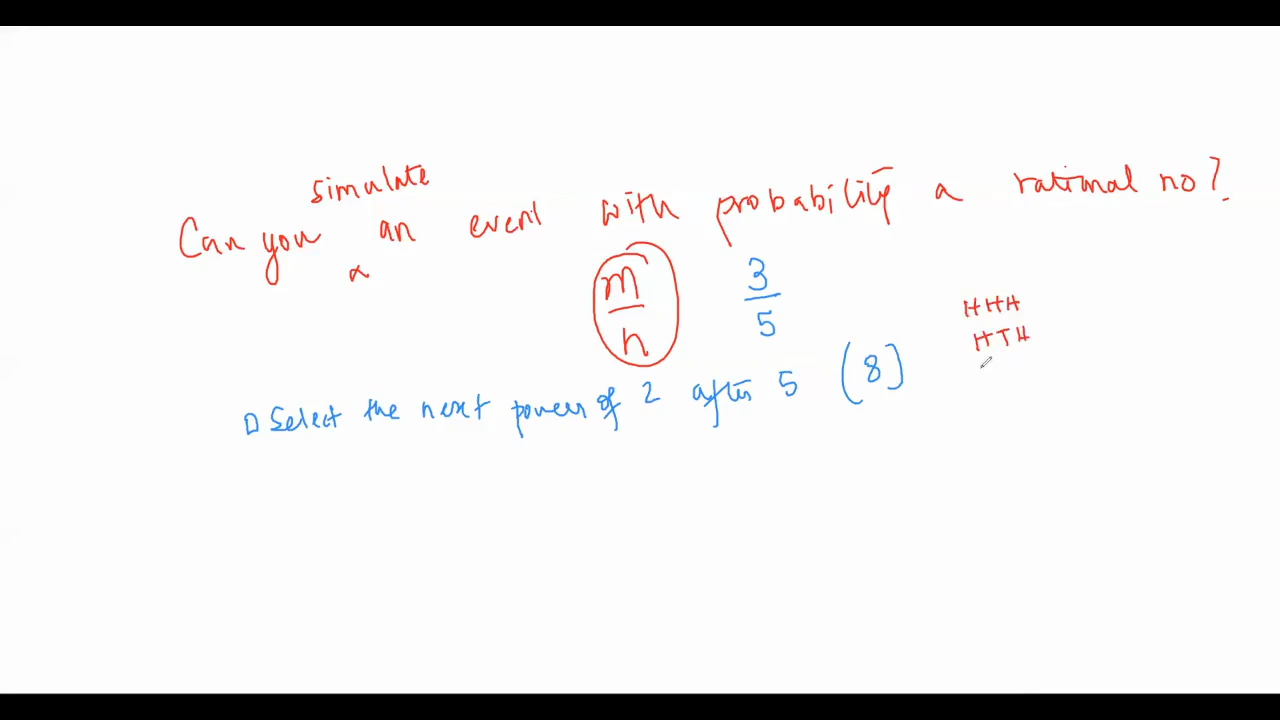 simulate
Can you an event with probability a rational no?
α
m/n 3/5
HHH
HTH
Select the next power of 2 after 5 (8]